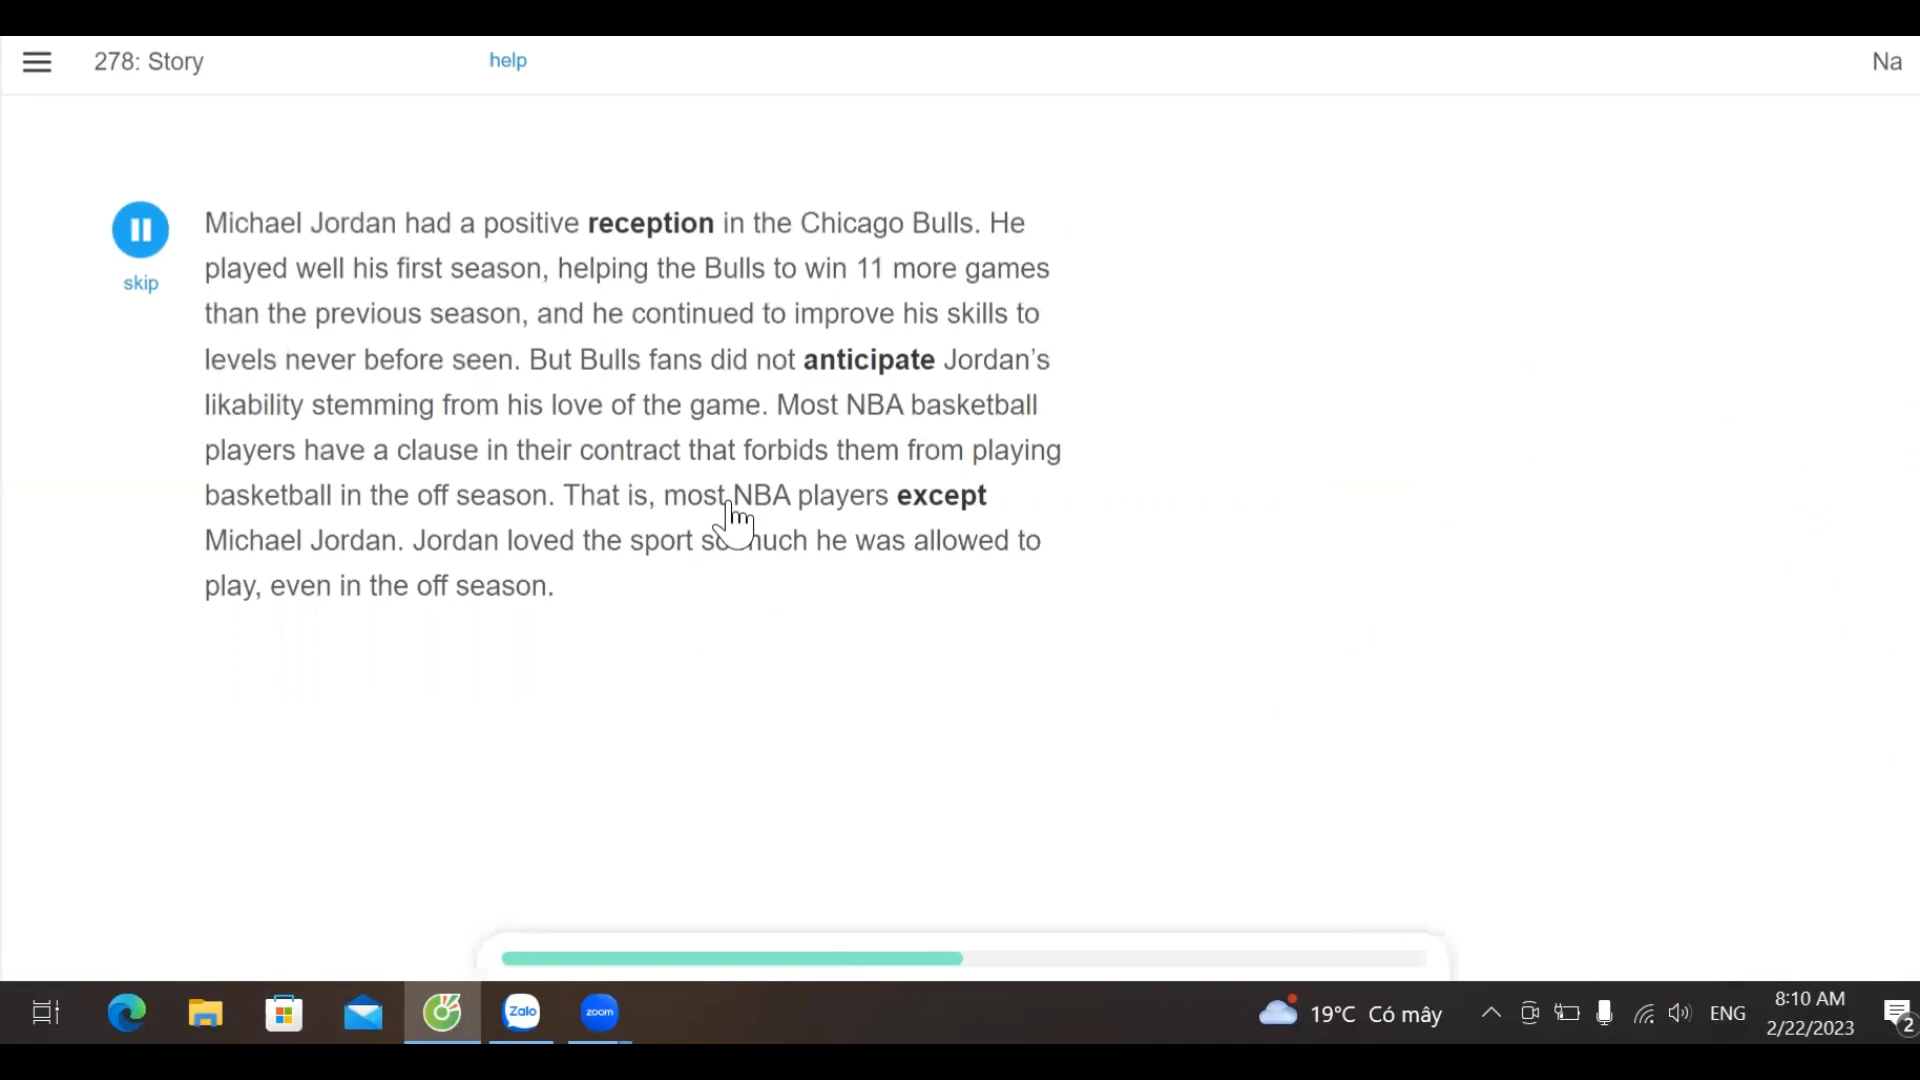 278: Story
help
Na
skip
Michael Jordan had a positive reception in the Chicago Bulls. He
played well his first season, helping the Bulls to win 11 more games
than the previous season, and he continued to improve his skills to
levels never before seen. But Bulls fans did not anticipate Jordan's
likability stemming from his love of the game. Most NBA basketball
players have a clause in their contract that forbids them from playing
basketball in the off season. That is, most NBA players except
Michael Jordan. Jordan loved the sport so much he was allowed to
play, even in the off season.
Zalo
zoom
19°C Có mây
ENG
8:10 AM
2/22/2023
2